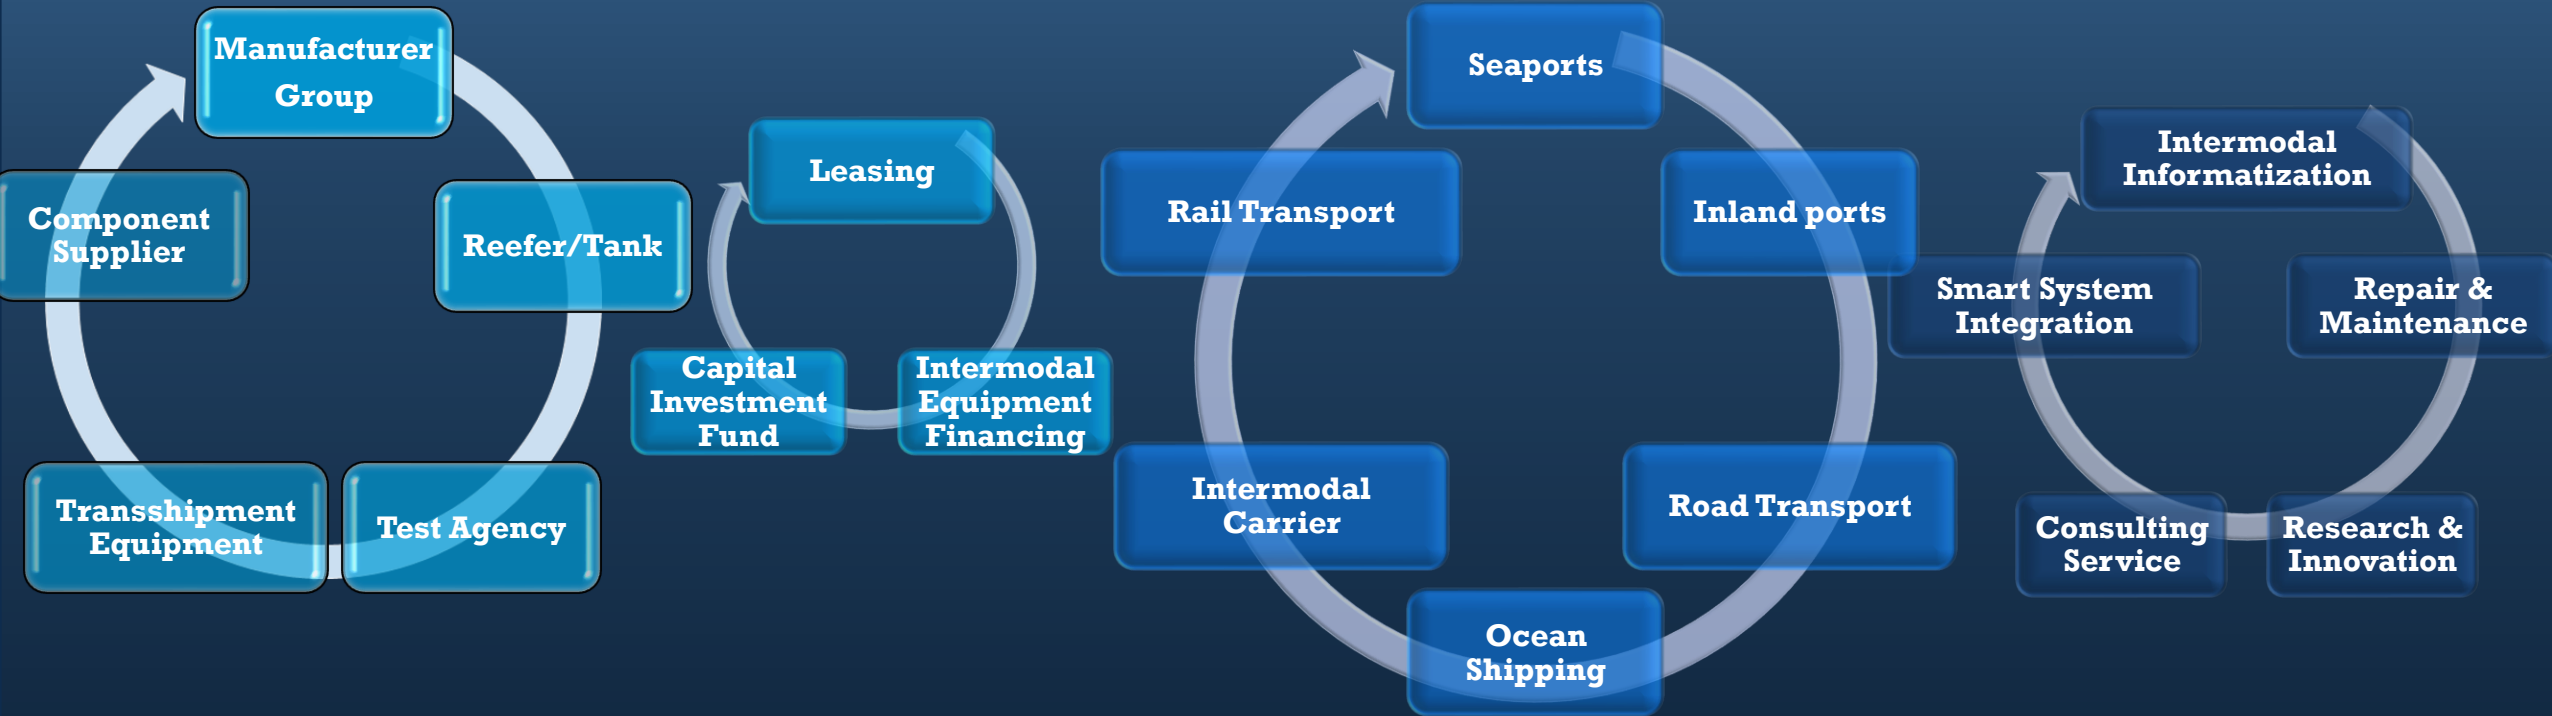 Manufacturer
Group
Component
Supplier
Reefer/Tank
Transshipment
Equipment
Test Agency
Leasing
Capital
Investment
Fund
Intermodal
Equipment
Financing
Seaports
Rail Transport
Inland ports
Intermodal
Carrier
Road Transport
Ocean
Shipping
Intermodal
Informatization
Smart System
Integration
Repair &
Maintenance
Consulting
Service
Research &
Innovation